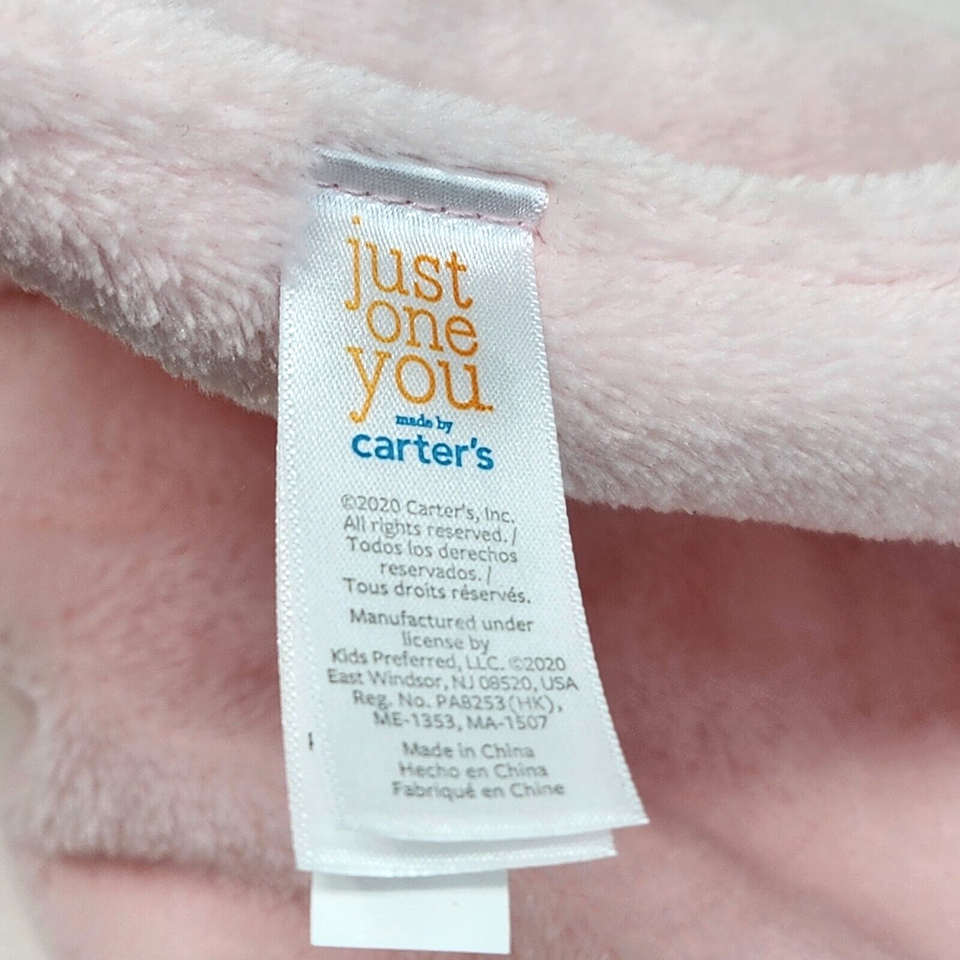 just
one
you.
made by
carter's
©2020 Carter's, Inc.
All rights reserved. /
Todos los derechos
reservados. /
Tous droits réservés.
Manufactured under
license by
Kids Preferred, LLC. ©2020
East Windsor, NJ 08520, USA
Reg. No. PA8253(HK),
ME-1353, MA-1507
Made in China
Hecho en China
Fabriqué en Chine